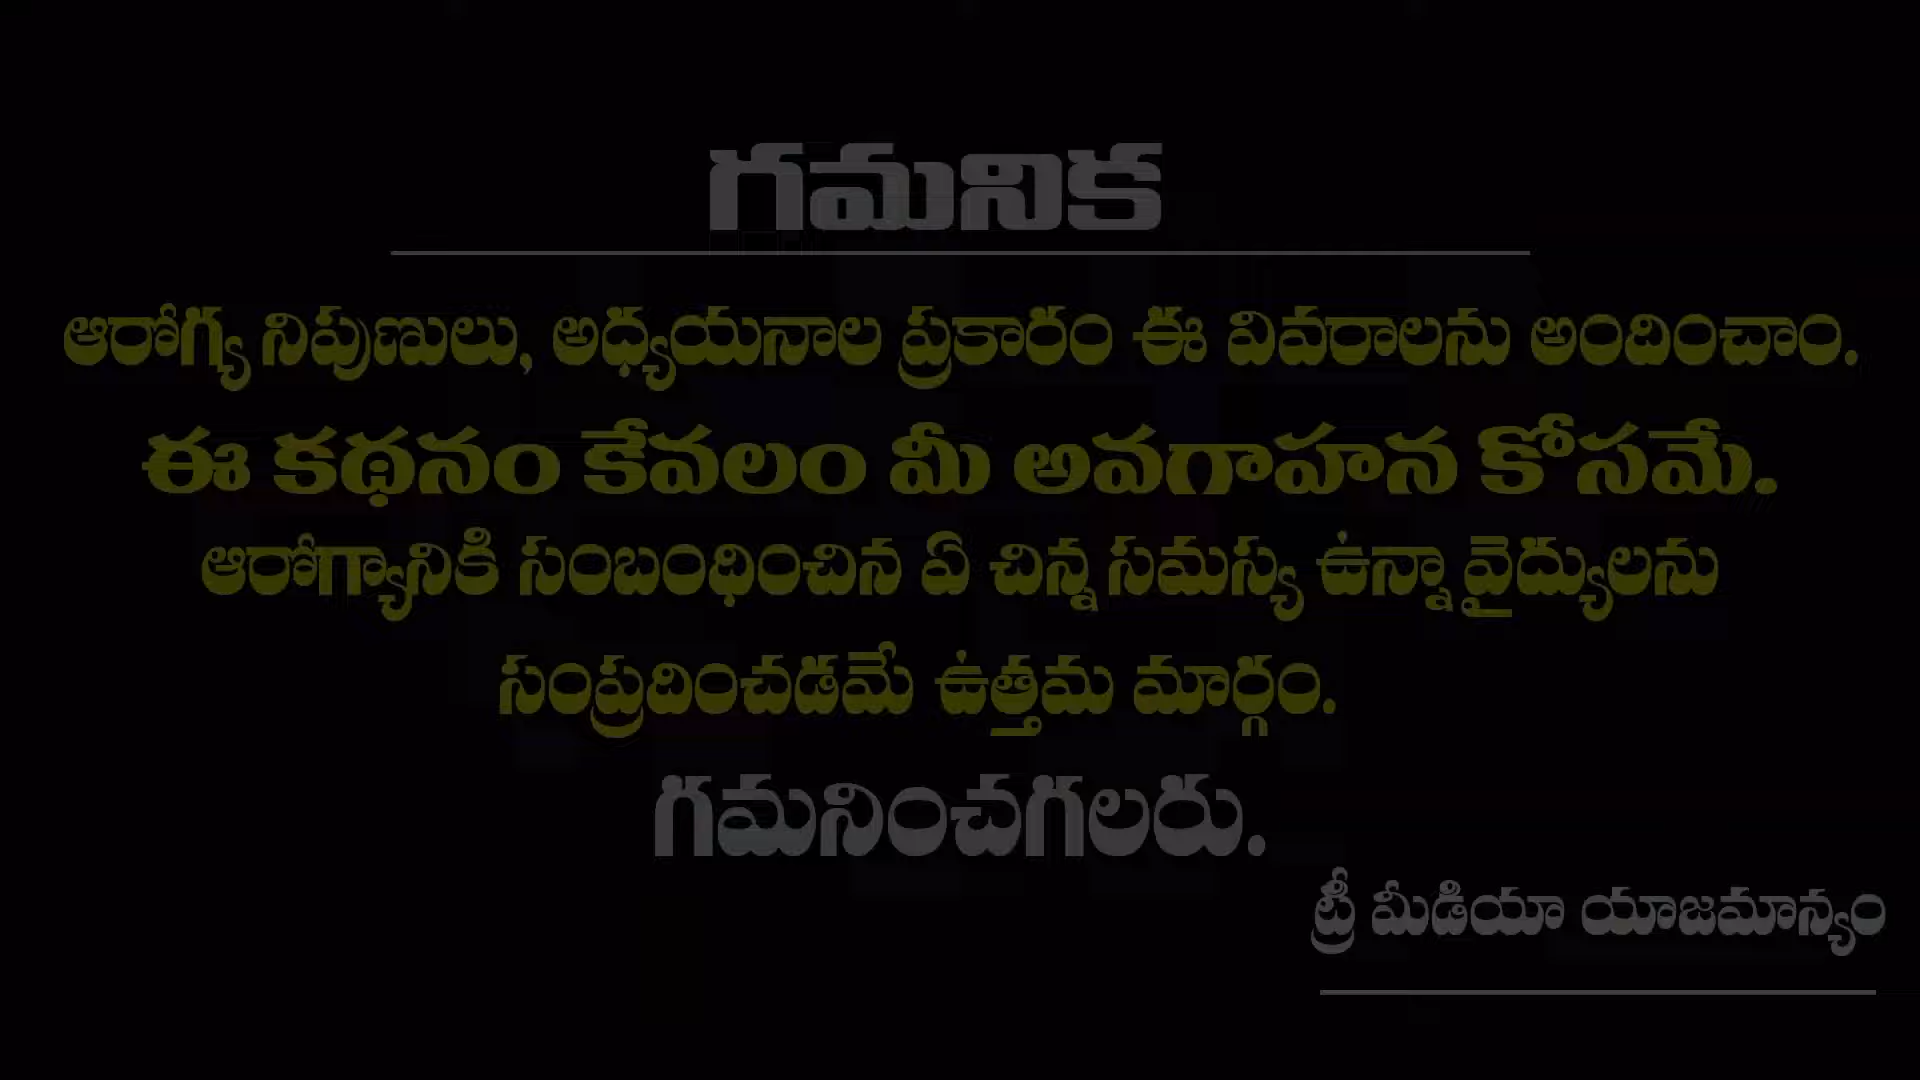 గమనిక
ఆరోగ్య నిపుణులు, అధ్యయనాల ప్రకారం ఈ వివరాలను అందించాం.
ఈ కథనం కేవలం మీ అవగాహన కోసమే.
ఆరోగ్యానికి సంబంధించిన ఏ చిన్న సమస్య ఉన్నా వైద్యులను
సంప్రదించడమే ఉత్తమ మార్గం.
గమనించగలరు.
ట్రీ మీడియా యాజమాన్యం